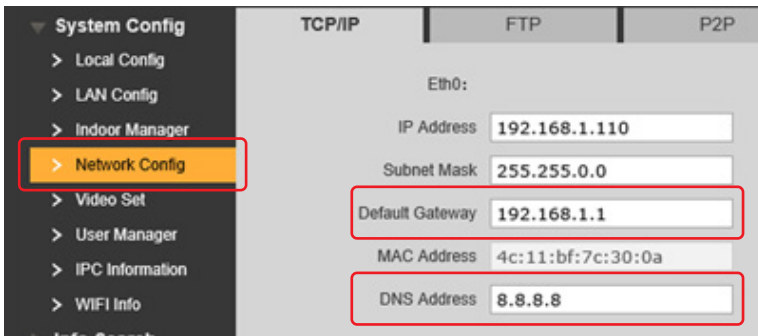 System Config
> Local Config
> LAN Config
> Indoor Manager
> Network Config
> Video Set
> User Manager
> IPC Information
> WIFI Info
TCP/IP FTP P2P
Eth0:
IP Address 192.168.1.110
Subnet Mask 255.255.0.0
Default Gateway 192.168.1.1
MAC Address 4c:11:bf:7c:30:0a
DNS Address 8.8.8.8